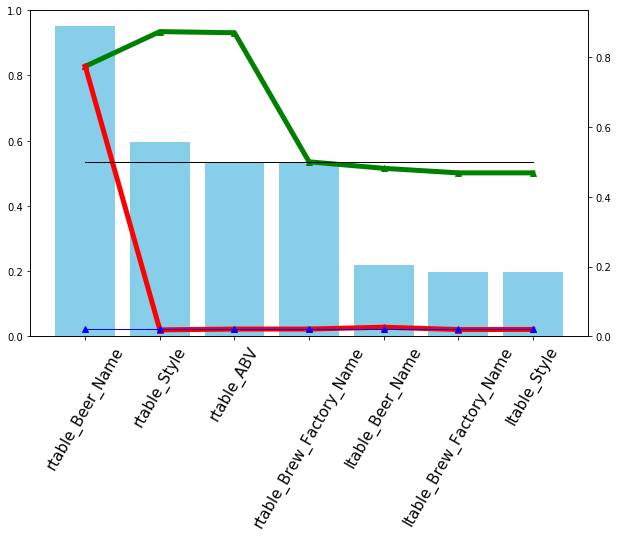 1.0
0.8
0.6
0.4
0.2
0.0
0.8
0.6
0.4
0.2
0.0
rtable_Beer_Name
rtable_Style
rtable_ABV
rtable_Brew_Factory_Name
ltable_Beer_Name
ltable_Brew_Factory_Name
ltable_Style